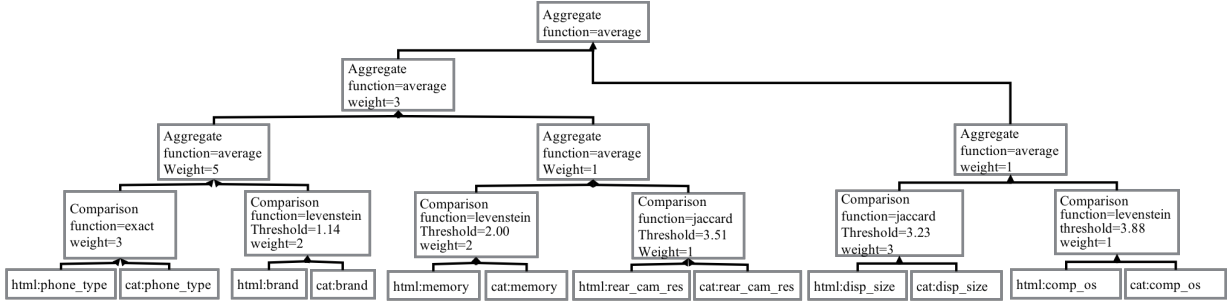 Aggregate
function=average
Aggregate
function=average
weight=3
Aggregate
function=average
Weight=5
Aggregate
function=average
Weight=1
Aggregate
function=average
weight=1
Comparison
function=exact
weight=3
Comparison
function=levenstein
Threshold=1.14
weight=2
Comparison
function=levenstein
Threshold=2.00
weight=2
Comparison
function=jaccard
Threshold=3.51
Weight=1
Comparison
function=jaccard
Threshold=3.23
weight=3
Comparison
function=levenstein
threshold=3.88
weight=1
html:phone_type
cat:phone_type
html:brand
cat:brand
html:memory
cat:memory
html:rear_cam_res
cat:rear_cam_res
html:disp_size
cat:disp_size
html:comp_os
cat:comp_os